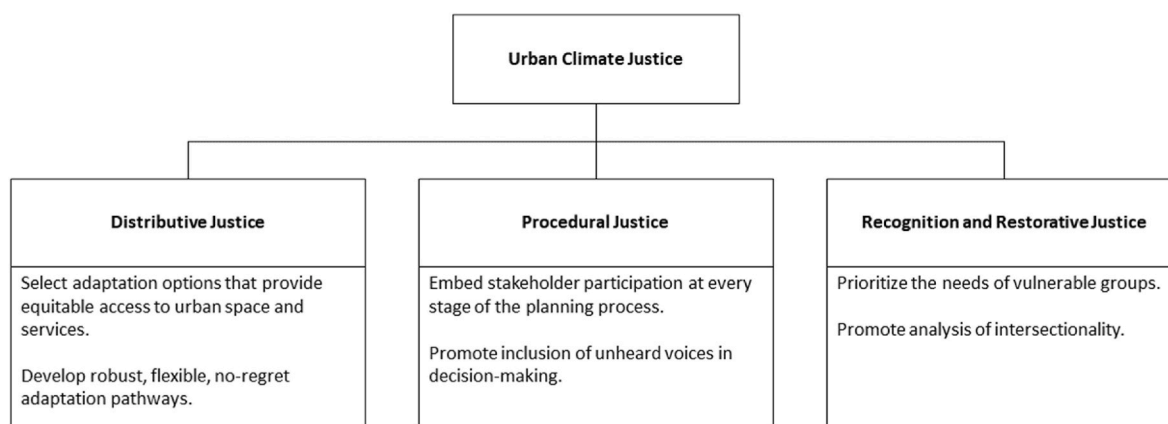 Urban Climate Justice
Distributive Justice
Select adaptation options that provide
equitable access to urban space and
services.
Develop robust, flexible, no-regret
adaptation pathways.
Procedural Justice
Embed stakeholder participation at every
stage of the planning process.
Promote inclusion of unheard voices in
decision-making.
Recognition and Restorative Justice
Prioritize the needs of vulnerable groups.
Promote analysis of intersectionality.